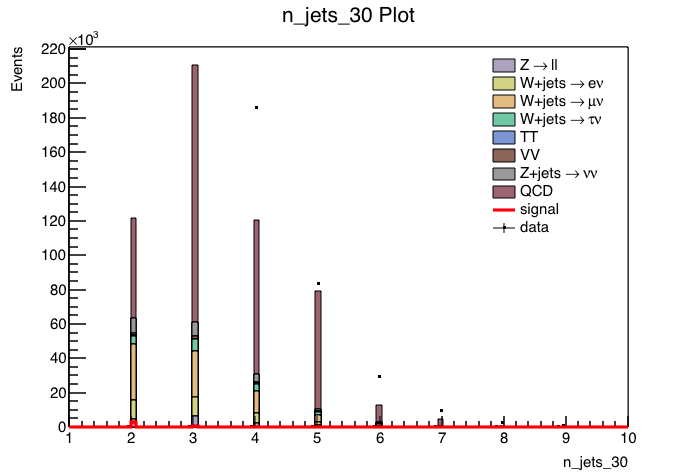 n_jets_30 Plot
×10³
Events
220
200
180
160
140
120
100
80
60
40
20
0
Z → ll
W+jets → eν
W+jets → μν
W+jets → τν
TT
VV
Z+jets → νν
QCD
signal
data
1 2 3 4 5 6 7 8 9 10
n_jets_30